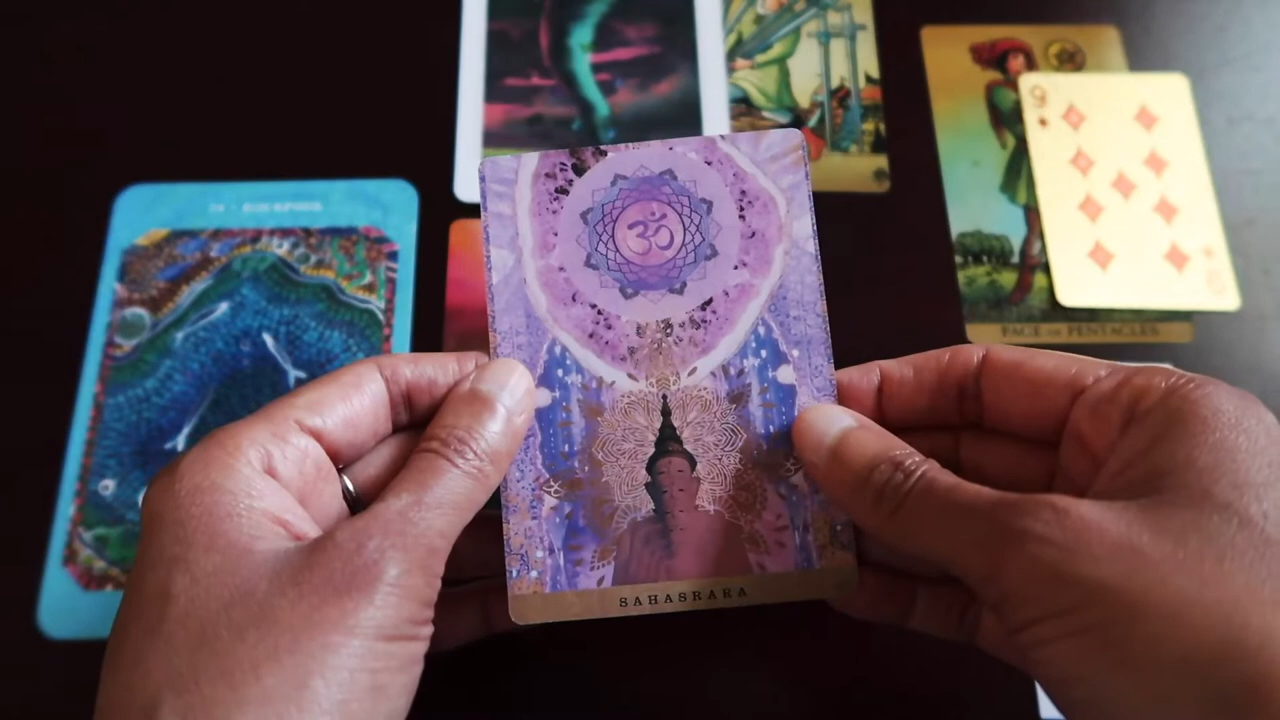 ॐ
9
PAGE OF PENTACLES
SAHASRARA